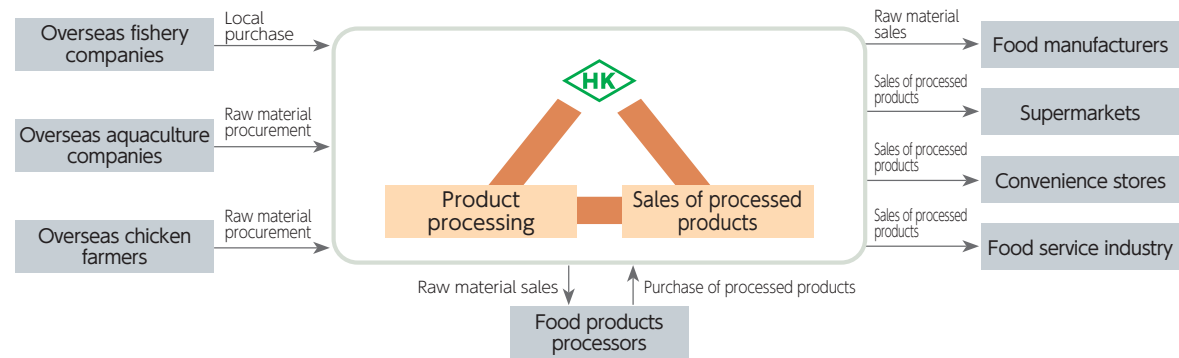 Overseas fishery
companies
Local
purchase
Overseas aquaculture
companies
Raw material
procurement
Overseas chicken
farmers
Raw material
procurement
HK
Product
processing
Sales of processed
products
Raw material
sales
Food manufacturers
Sales of processed
products
Supermarkets
Sales of processed
products
Convenience stores
Sales of processed
products
Food service industry
Raw material sales
Purchase of processed products
Food products
processors